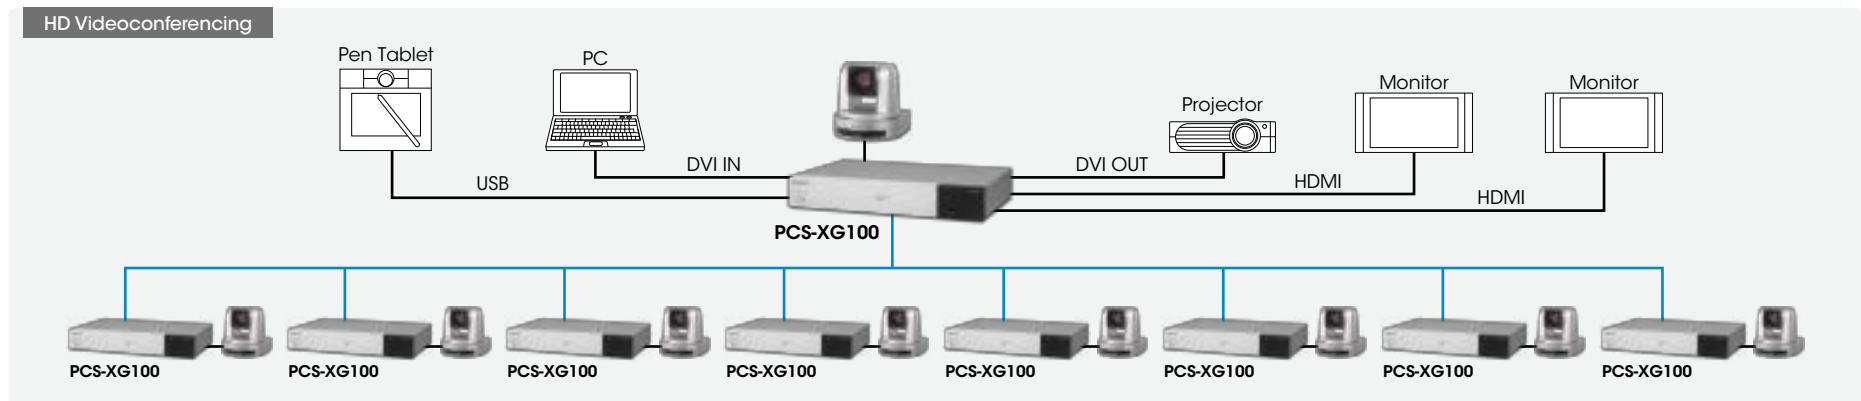 HD Videoconferencing
Pen Tablet
PC
Projector
Monitor
Monitor
USB
DVI IN
DVI OUT
HDMI
HDMI
PCS-XG100
PCS-XG100
PCS-XG100
PCS-XG100
PCS-XG100
PCS-XG100
PCS-XG100
PCS-XG100
PCS-XG100